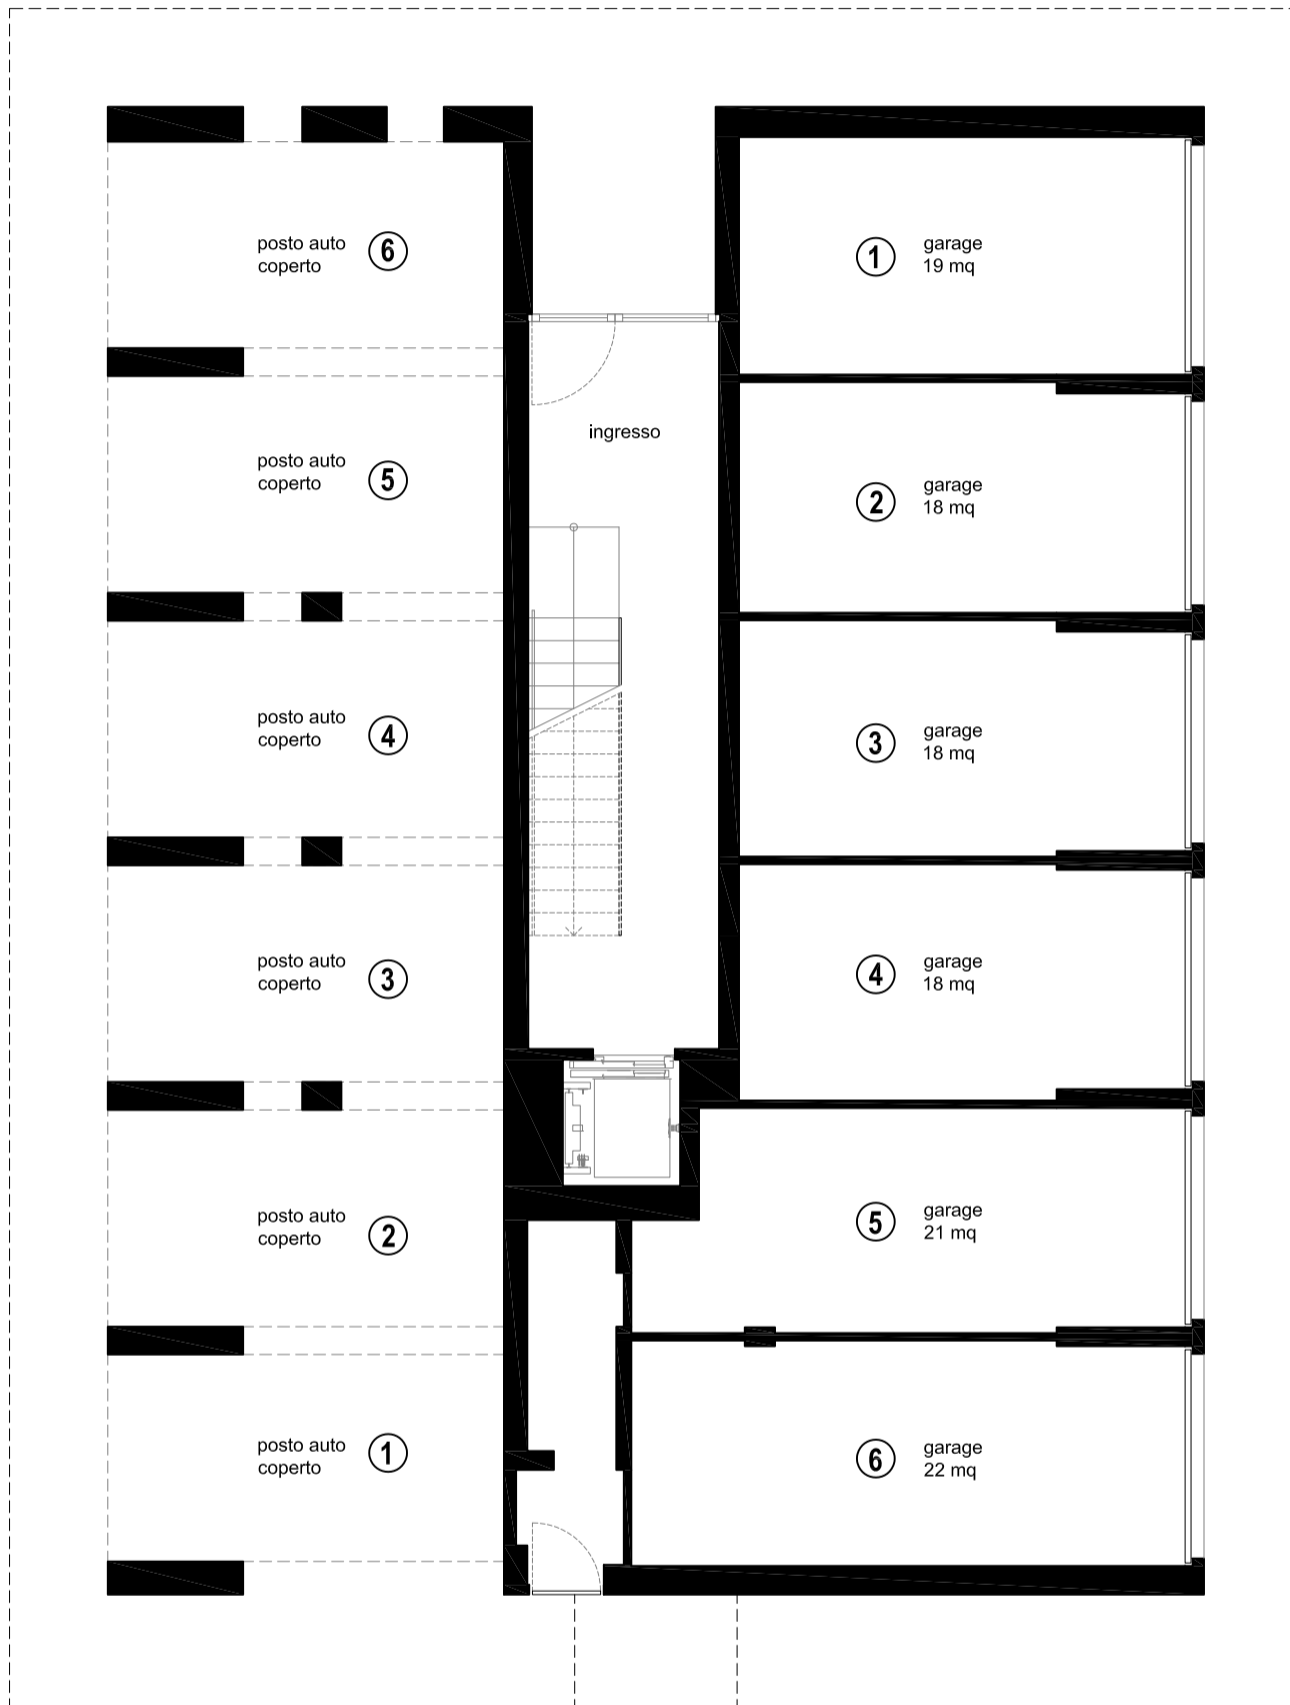 posto auto
coperto
6
1
garage
19 mq
ingresso
posto auto
coperto
5
2
garage
18 mq
posto auto
coperto
4
3
garage
18 mq
posto auto
coperto
3
4
garage
18 mq
posto auto
coperto
2
5
garage
21 mq
posto auto
coperto
1
6
garage
22 mq